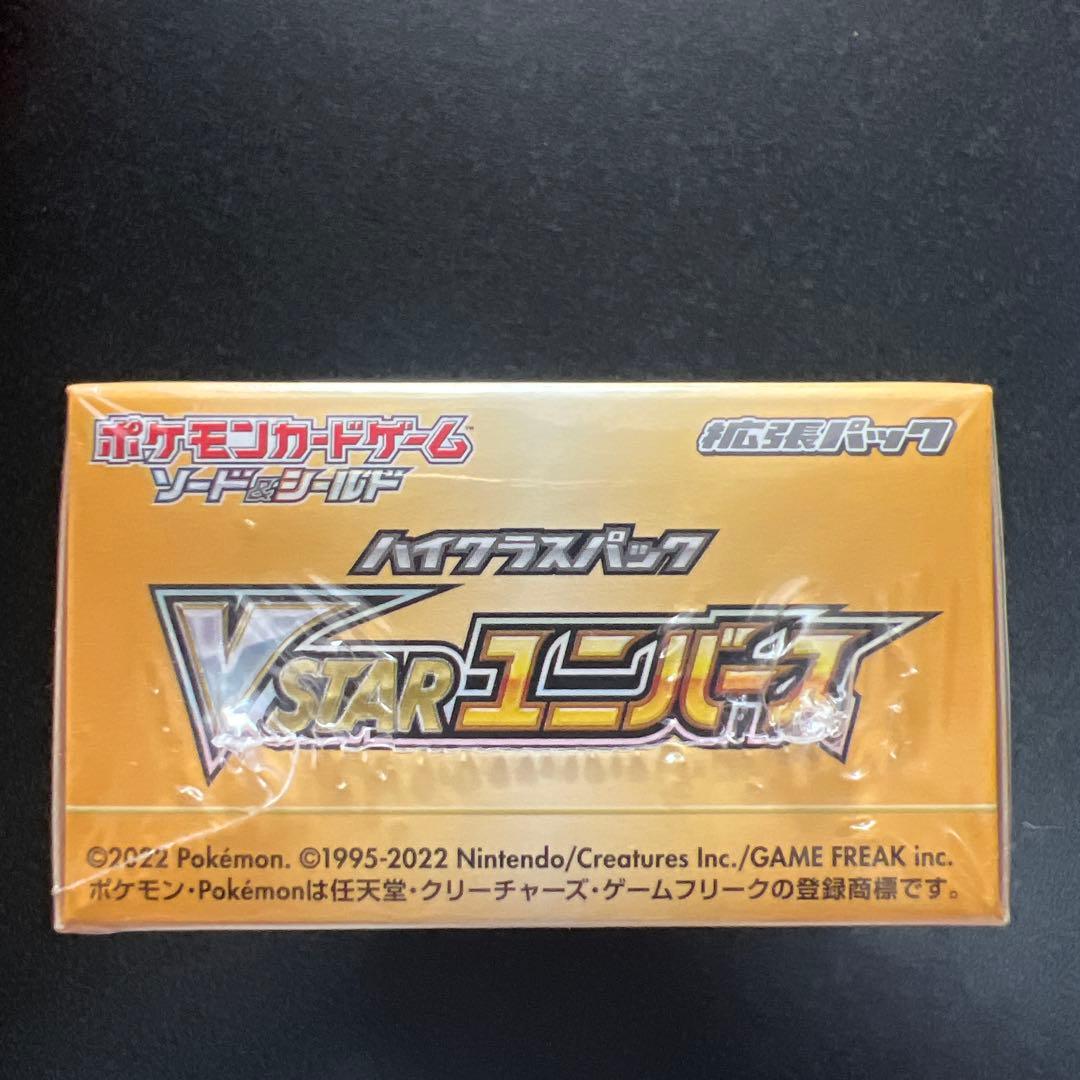 ポケモンカードゲーム™
ソード&シールド
拡張パック
ハイクラスパック
VSTARユニバース
©2022 Pokémon. ©1995-2022 Nintendo/Creatures Inc./GAME FREAK inc.
ポケモン・Pokémonは任天堂・クリーチャーズ・ゲームフリークの登録商標です。